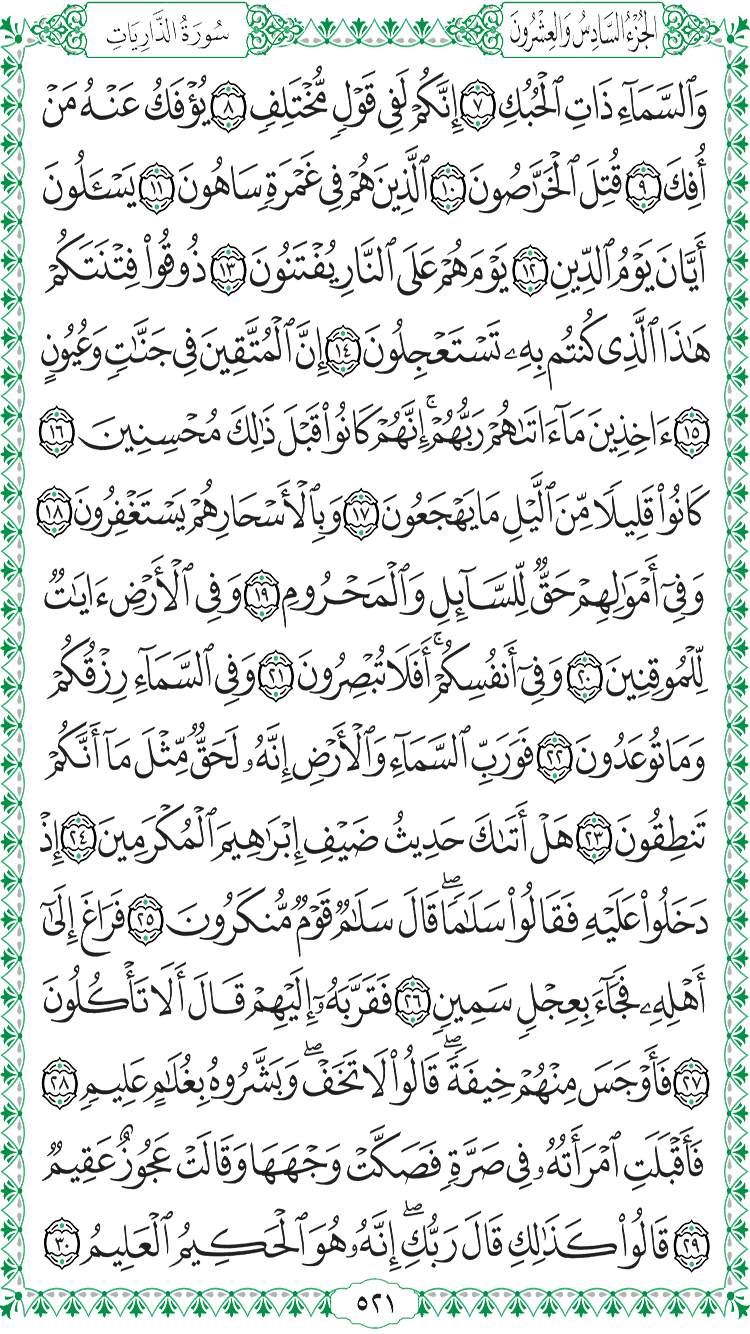 الجُزْءُ السَّادِسُ وَالعِشْرُونَ
سُورَةُ الذَّارِيَاتِ
وَٱلسَّمَآءِ ذَاتِ ٱلۡحُبُكِ ٧ إِنَّكُمۡ لَفِي قَوۡلٖ مُّخۡتَلِفٖ ٨ يُؤۡفَكُ عَنۡهُ مَنۡ
أُفِكَ ٩ قُتِلَ ٱلۡخَرَّٰصُونَ ١٠ ٱلَّذِينَ هُمۡ فِي غَمۡرَةٖ سَاهُونَ ١١ يَسۡـَٔلُونَ
أَيَّانَ يَوۡمُ ٱلدِّينِ ١٢ يَوۡمَ هُمۡ عَلَى ٱلنَّارِ يُفۡتَنُونَ ١٣ ذُوقُواْ فِتۡنَتَكُمۡ
هَٰذَا ٱلَّذِي كُنتُم بِهِۦ تَسۡتَعۡجِلُونَ ١٤ إِنَّ ٱلۡمُتَّقِينَ فِي جَنَّٰتٖ وَعُيُونٍ
١٥ ءَاخِذِينَ مَآ ءَاتَىٰهُمۡ رَبُّهُمۡۚ إِنَّهُمۡ كَانُواْ قَبۡلَ ذَٰلِكَ مُحۡسِنِينَ ١٦
كَانُواْ قَلِيلٗا مِّنَ ٱلَّيۡلِ مَا يَهۡجَعُونَ ١٧ وَبِٱلۡأَسۡحَارِ هُمۡ يَسۡتَغۡفِرُونَ ١٨
وَفِيٓ أَمۡوَٰلِهِمۡ حَقّٞ لِّلسَّآئِلِ وَٱلۡمَحۡرُومِ ١٩ وَفِي ٱلۡأَرۡضِ ءَايَٰتٞ
لِّلۡمُوقِنِينَ ٢٠ وَفِيٓ أَنفُسِكُمۡۚ أَفَلَا تُبۡصِرُونَ ٢١ وَفِي ٱلسَّمَآءِ رِزۡقُكُمۡ
وَمَا تُوعَدُونَ ٢٢ فَوَرَبِّ ٱلسَّمَآءِ وَٱلۡأَرۡضِ إِنَّهُۥ لَحَقّٞ مِّثۡلَ مَآ أَنَّكُمۡ
تَنطِقُونَ ٢٣ هَلۡ أَتَىٰكَ حَدِيثُ ضَيۡفِ إِبۡرَٰهِيمَ ٱلۡمُكۡرَمِينَ ٢٤ إِذۡ
دَخَلُواْ عَلَيۡهِ فَقَالُواْ سَلَٰمٗاۖ قَالَ سَلَٰمٞ قَوۡمٞ مُّنكَرُونَ ٢٥ فَرَاغَ إِلَىٰٓ
أَهۡلِهِۦ فَجَآءَ بِعِجۡلٖ سَمِينٖ ٢٦ فَقَرَّبَهُۥٓ إِلَيۡهِمۡ قَالَ أَلَا تَأۡكُلُونَ
٢٧ فَأَوۡجَسَ مِنۡهُمۡ خِيفَةٗۖ قَالُواْ لَا تَخَفۡۖ وَبَشَّرُوهُ بِغُلَٰمٍ عَلِيمٖ ٢٨
فَأَقۡبَلَتِ ٱمۡرَأَتُهُۥ فِي صَرَّةٖ فَصَكَّتۡ وَجۡهَهَا وَقَالَتۡ عَجُوزٌ عَقِيمٞ
٢٩ قَالُواْ كَذَٰلِكِ قَالَ رَبُّكِۖ إِنَّهُۥ هُوَ ٱلۡحَكِيمُ ٱلۡعَلِيمُ ٣٠
٥٢١